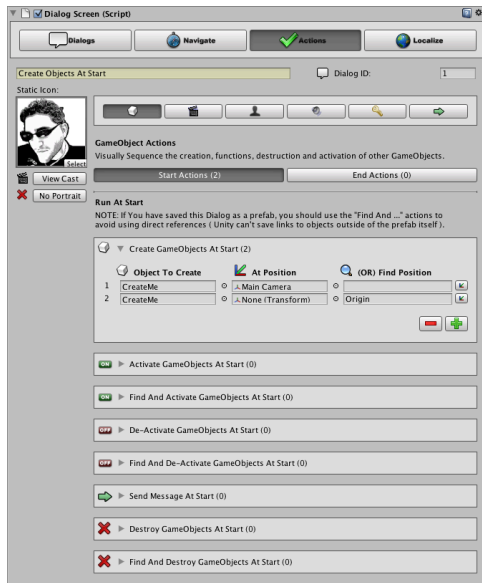 Dialog Screen (Script)
Dialogs Navigate Actions Localize
Create Objects At Start Dialog ID: 1
Static Icon:
Select
GameObject Actions
Visually Sequence the creation, functions, destruction and activation of other GameObjects.
View Cast Start Actions (2) End Actions (0)
No Portrait
Run At Start
NOTE: If You have saved this Dialog as a prefab, you should use the "Find And ..." actions to
avoid using direct references ( Unity can't save links to objects outside of the prefab itself ).
Create GameObjects At Start (2)
Object To Create At Position (OR) Find Position
1 CreateMe Main Camera
2 CreateMe None (Transform) Origin
ON Activate GameObjects At Start (0)
ON Find And Activate GameObjects At Start (0)
OFF De-Activate GameObjects At Start (0)
OFF Find And De-Activate GameObjects At Start (0)
Send Message At Start (0)
Destroy GameObjects At Start (0)
Find And Destroy GameObjects At Start (0)